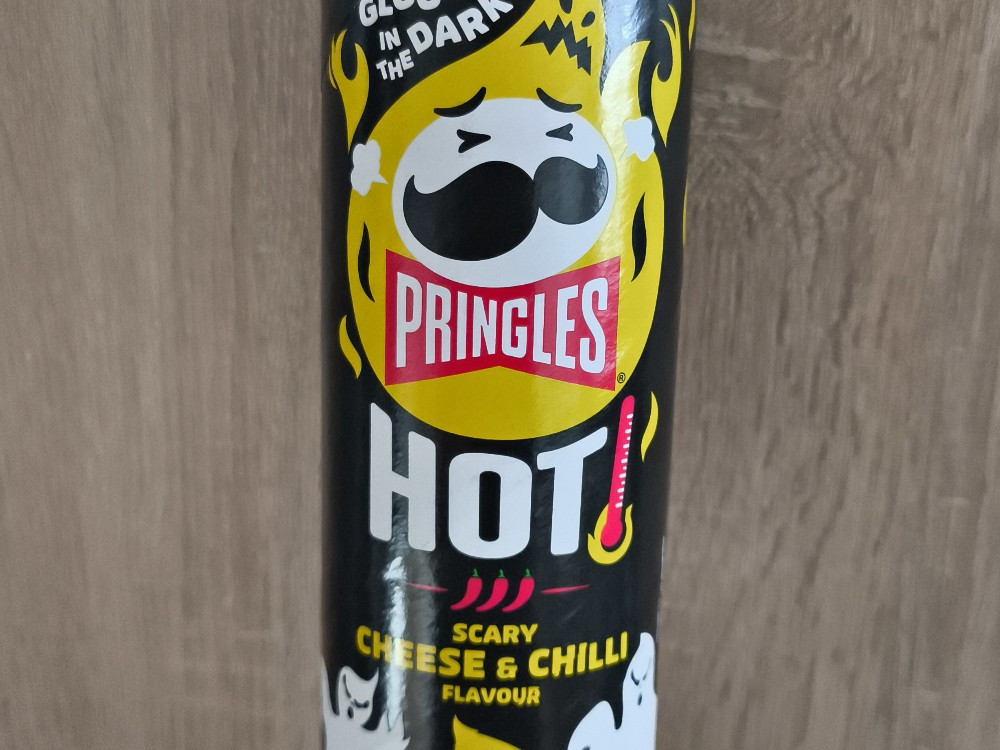 IN
THE DARK
PRINGLES
®
HOT!
SCARY
CHEESE & CHILLI
FLAVOUR